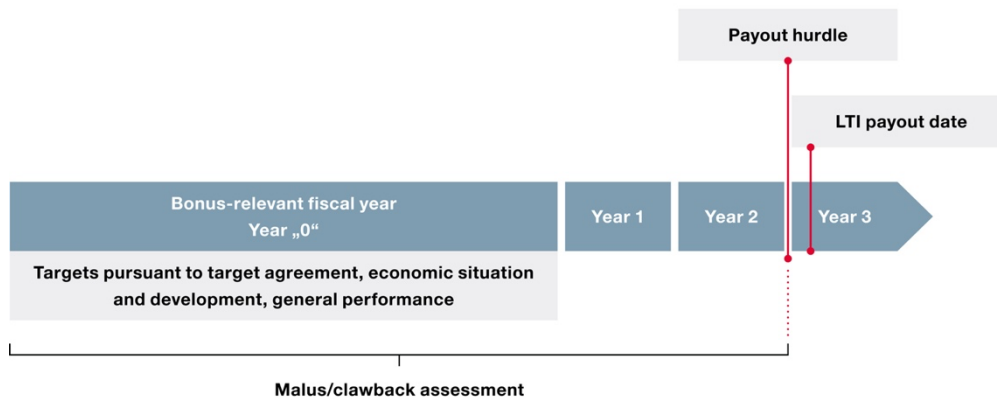 Payout hurdle
LTI payout date
Bonus-relevant fiscal year
Year „0“
Year 1
Year 2
Year 3
Targets pursuant to target agreement, economic situation
and development, general performance
Malus/clawback assessment